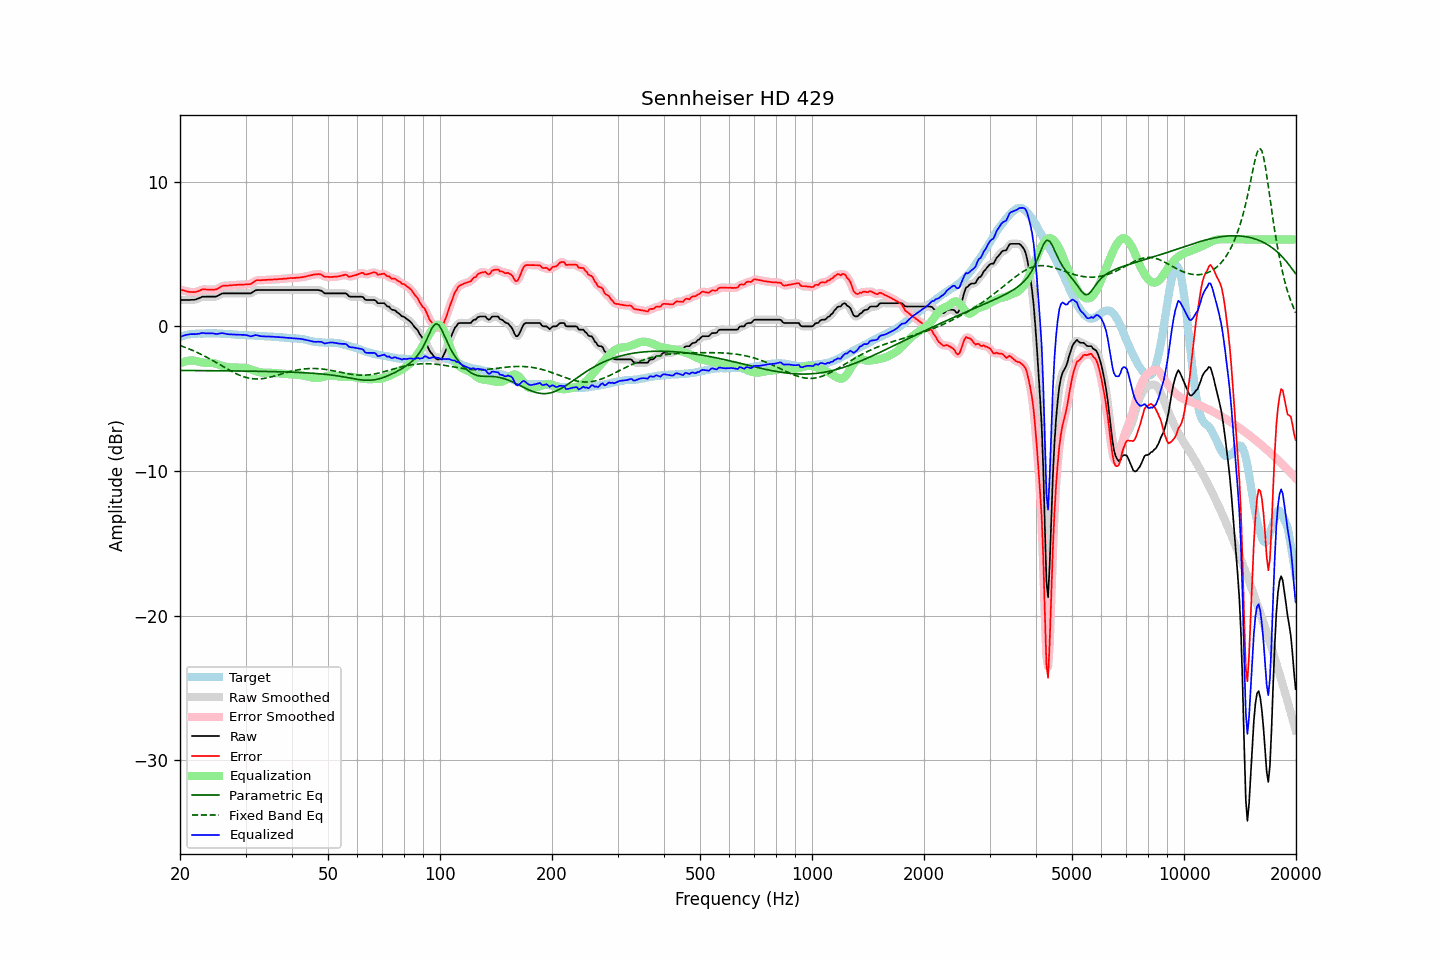 Sennheiser HD 429
Amplitude (dBr)
10
0
−10
−20
−30
Target
Raw Smoothed
Error Smoothed
Raw
Error
Equalization
Parametric Eq
Fixed Band Eq
Equalized
20 50 100 200 500 1000 2000 5000 10000 20000
Frequency (Hz)